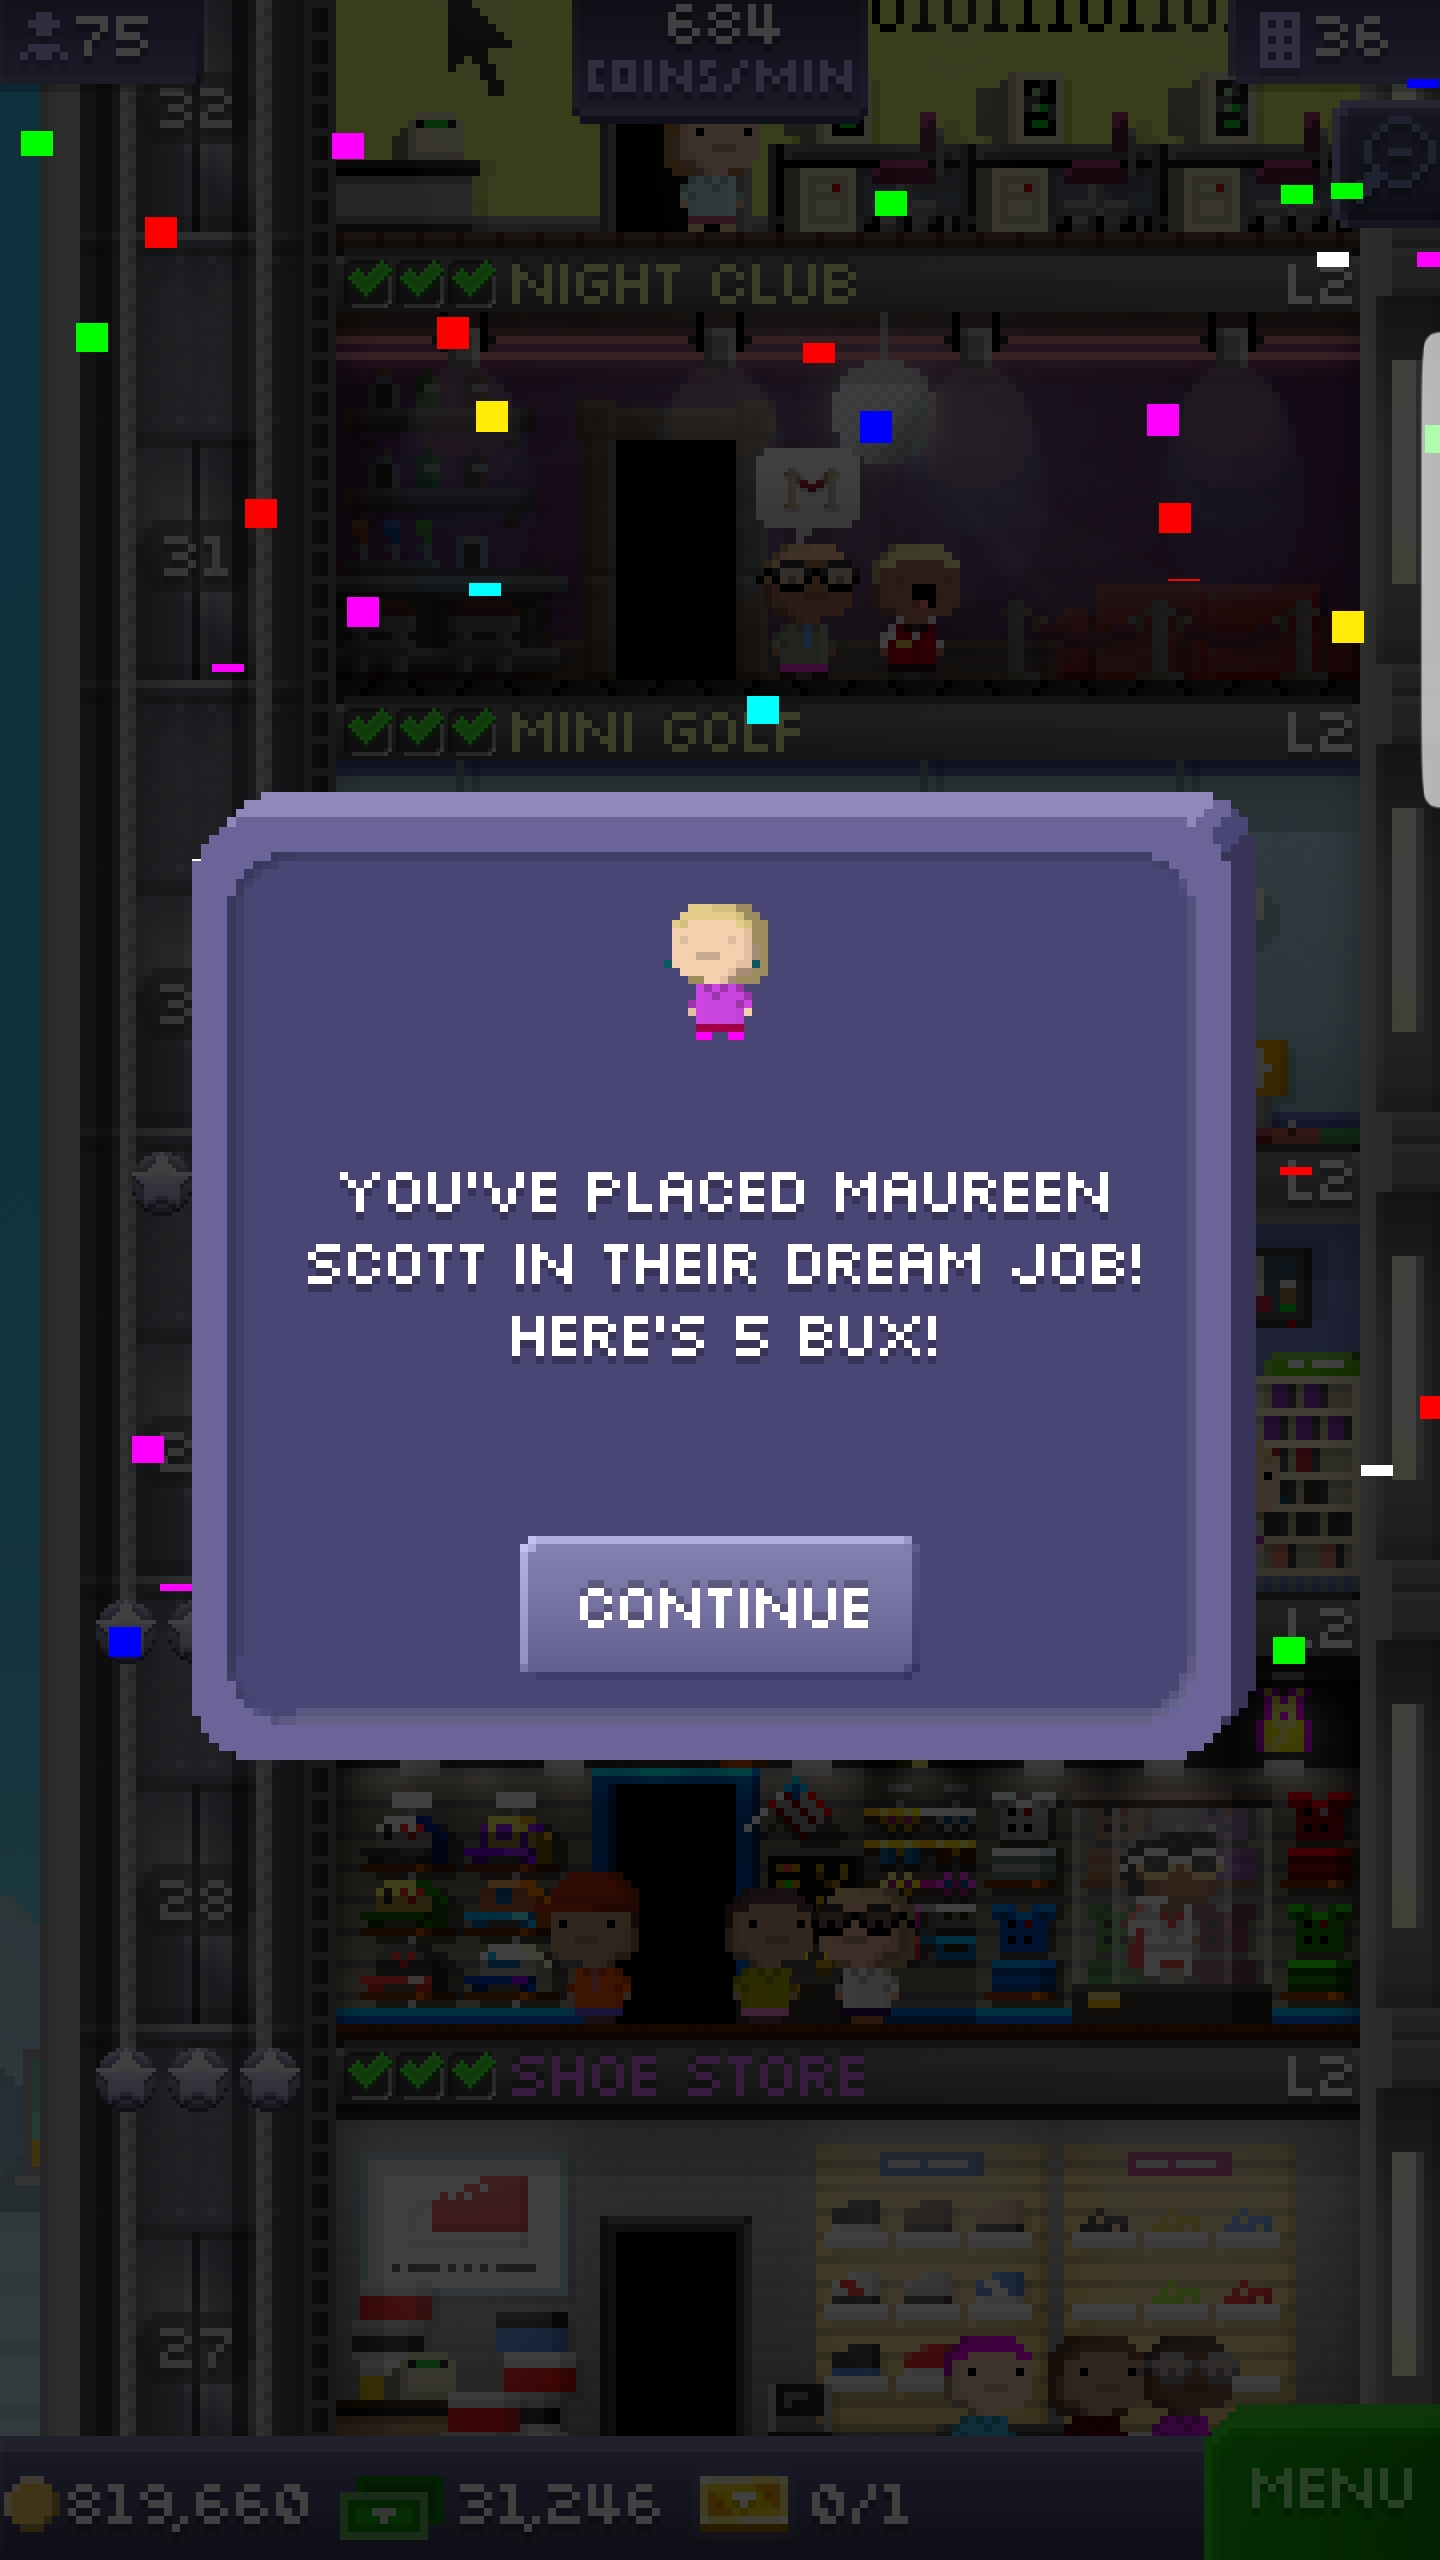 75
684
COINS/MIN
0101110110
36
32
NIGHT CLUB
L2
31
MINI GOLF
L2
L2
YOU'VE PLACED MAUREEN
SCOTT IN THEIR DREAM JOB!
HERE'S 5 BUX!
CONTINUE
L2
28
SHOE STORE
L2
27
819,660
31,246
0/1
MENU